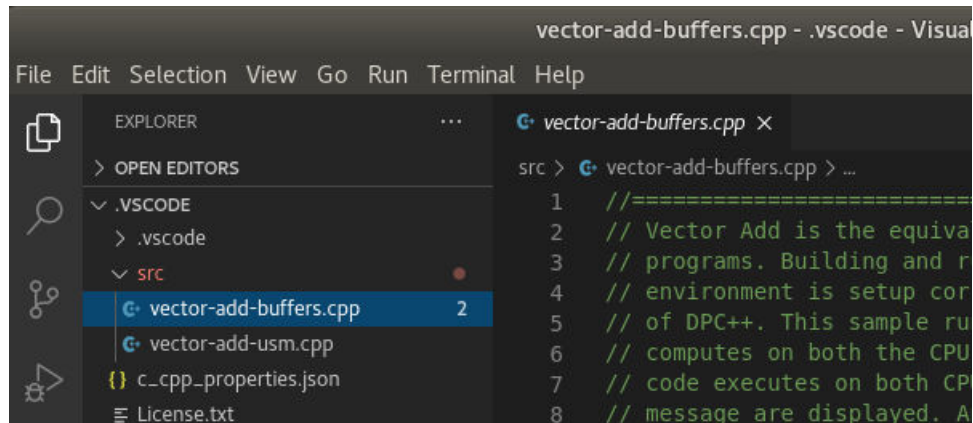 vector-add-buffers.cpp - .vscode - Visual
File Edit Selection View Go Run Terminal Help
EXPLORER ...
> OPEN EDITORS
.VSCODE
> .vscode
src
vector-add-buffers.cpp 2
vector-add-usm.cpp
{} c_cpp_properties.json
License.txt
vector-add-buffers.cpp ×
src > vector-add-buffers.cpp > ...
1 //=========================
2 // Vector Add is the equiva
3 // programs. Building and r
4 // environment is setup cor
5 // of DPC++. This sample ru
6 // computes on both the CPU
7 // code executes on both CP
8 // message are displayed. A